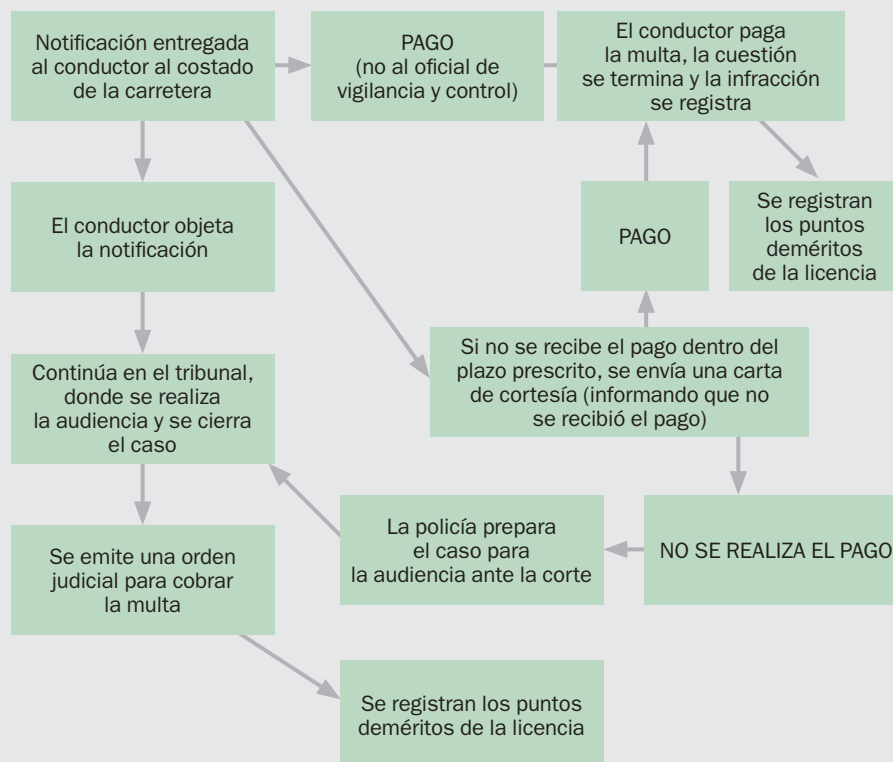 Notificación entregada
al conductor al costado
de la carretera
PAGO
(no al oficial de
vigilancia y control)
El conductor paga
la multa, la cuestión
se termina y la infracción
se registra
El conductor objeta
la notificación
PAGO
Se registran
los puntos
deméritos
de la licencia
Continúa en el tribunal,
donde se realiza
la audiencia y se cierra
el caso
Si no se recibe el pago dentro del
plazo prescrito, se envía una carta
de cortesía (informando que no
se recibió el pago)
Se emite una orden
judicial para cobrar
la multa
La policía prepara
el caso para
la audiencia ante la corte
NO SE REALIZA EL PAGO
Se registran los puntos
deméritos de la licencia